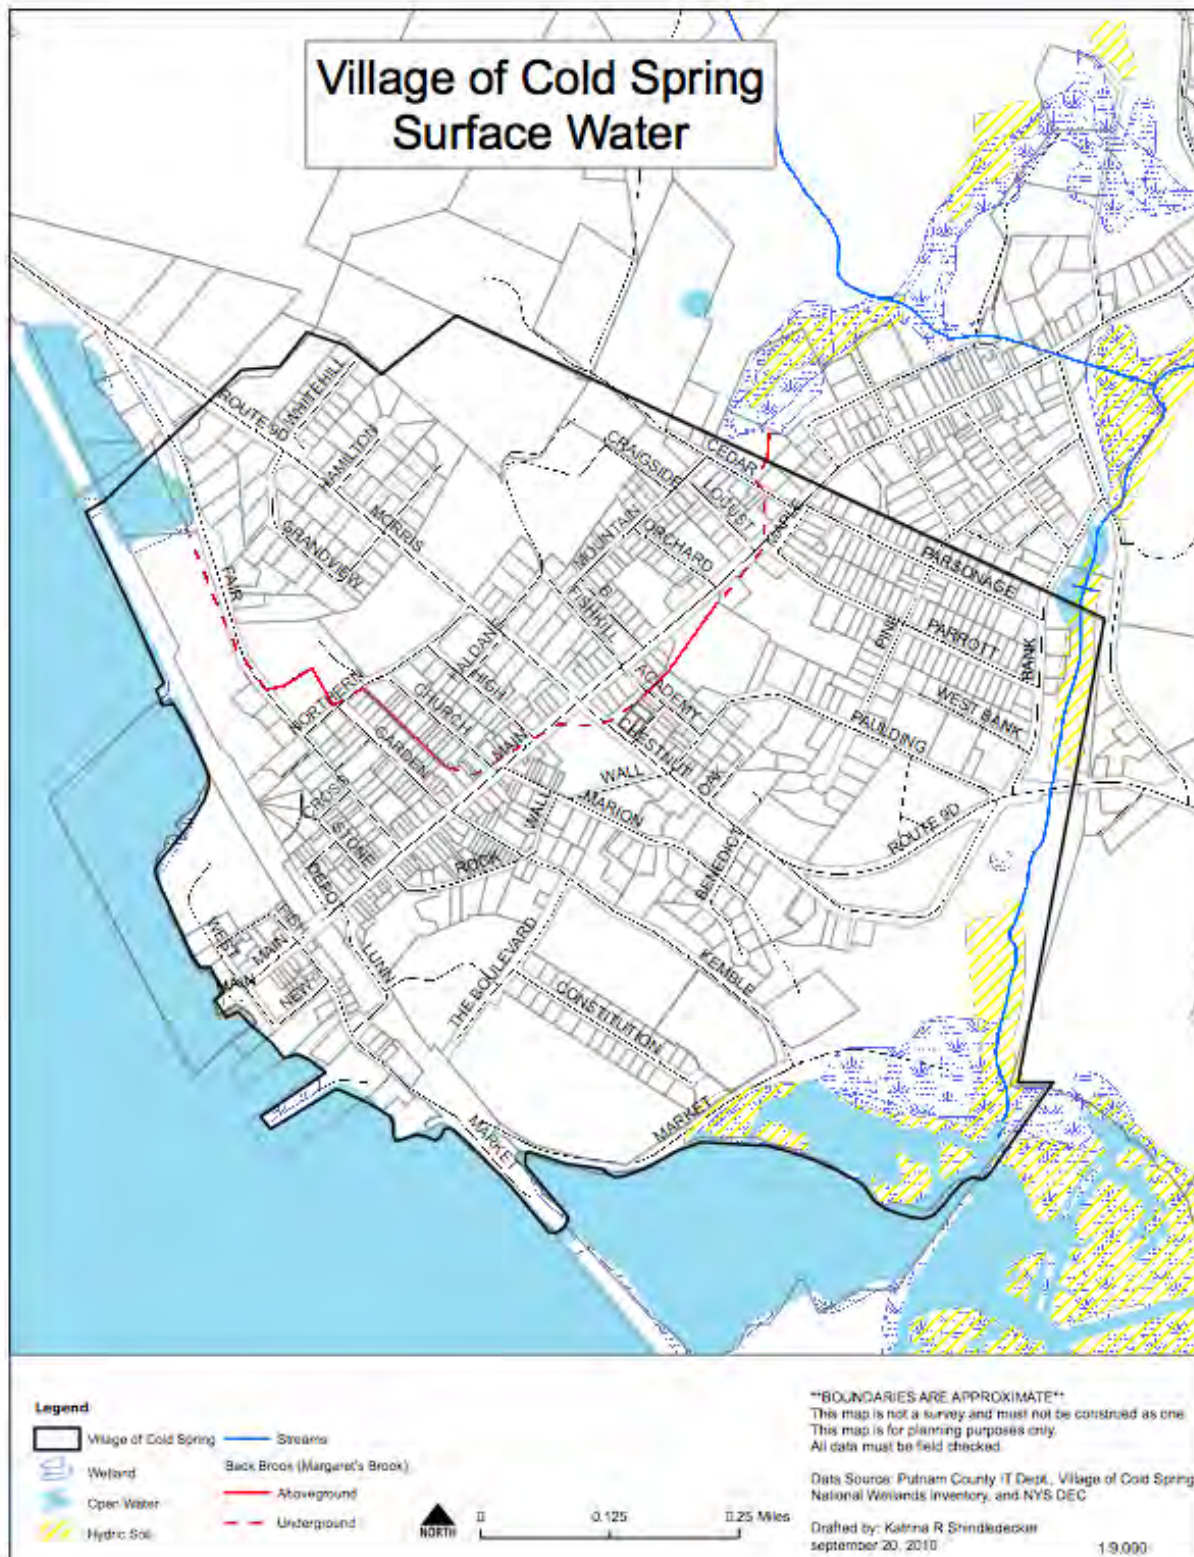 Village of Cold Spring
Surface Water
ROUTE 9D
WHITEHILL
HAMILTON
GRANDVIEW
MORRIS
FAIR
CRAIGSIDE
CEDAR
LOCUST
MOUNTAIN
ORCHARD
MAPLE
B
FISHKILL
PARSONAGE
PARROTT
PINE
BANK
WEST BANK
PAULDING
ACADEMY
CHESTNUT
OAK
ALDAN
HIGH
CHURCH
NORTHERN
GARDEN
MAIN
WALL
WALL
MARION
CROSS
STONE
ROCK
BENEDICT
ROUTE 9D
WEST
MAIN
MAIN
NEW
LUNN
THE BOULEVARD
KEMBLE
CONSTITUTION
MARKET
MARKET
Legend
Village of Cold Spring
Wetland
Open Water
Hydric Soil
Streams
Back Brook (Margaret's Brook)
Aboveground
Underground
NORTH
0 0.125 0.25 Miles
**BOUNDARIES ARE APPROXIMATE**
This map is not a survey and must not be construed as one.
This map is for planning purposes only.
All data must be field checked.
Data Source: Putnam County IT Dept., Village of Cold Spring
National Wetlands Inventory, and NYS DEC
Drafted by: Katrina R Shindledecker
september 20, 2010
1:9,000